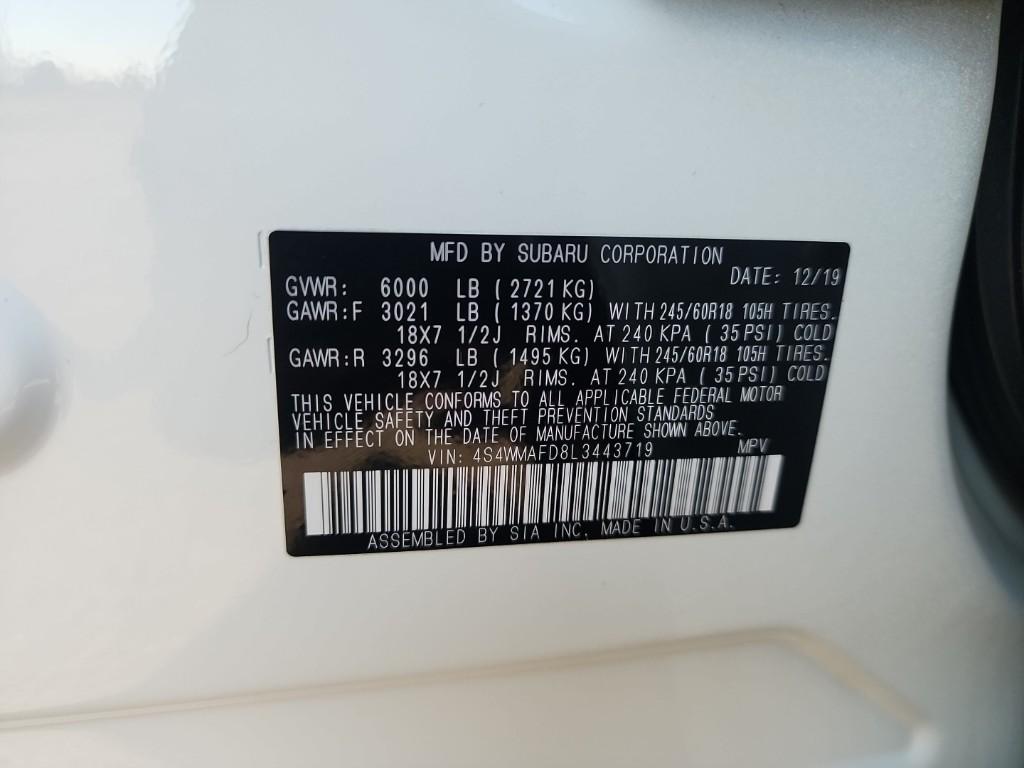 MFD BY SUBARU CORPORATION
DATE: 12/19
GVWR: 6000 LB ( 2721 KG)
GAWR:F 3021 LB ( 1370 KG) WITH 245/60R18 105H TIRES.
18X7 1/2J RIMS. AT 240 KPA ( 35 PSI) COLD
GAWR:R 3296 LB ( 1495 KG) WITH 245/60R18 105H TIRES.
18X7 1/2J RIMS. AT 240 KPA ( 35 PSI) COLD
THIS VEHICLE CONFORMS TO ALL APPLICABLE FEDERAL MOTOR
VEHICLE SAFETY AND THEFT PREVENTION STANDARDS
IN EFFECT ON THE DATE OF MANUFACTURE SHOWN ABOVE.
VIN: 4S4WMAFD8L3443719 MPV
ASSEMBLED BY SIA INC. MADE IN U.S.A.